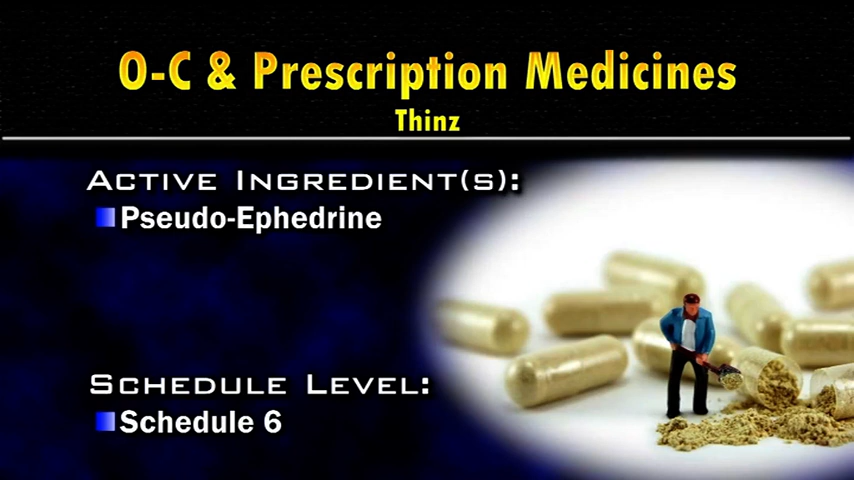 O-C & Prescription Medicines
Thinz
Active Ingredient(s):
Pseudo-Ephedrine
Schedule Level:
Schedule 6